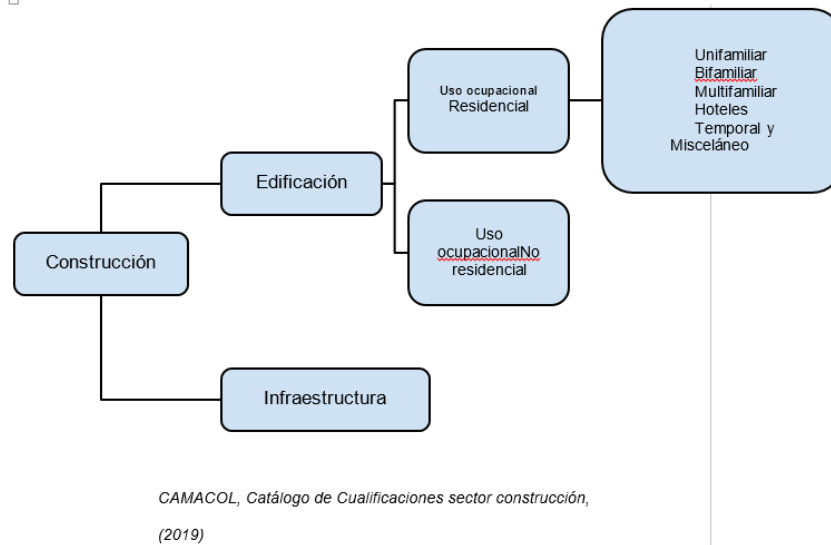 Unifamiliar
Bifamiliar
Multifamiliar
Hoteles
Temporal y
Misceláneo
Uso ocupacional
Residencial
Edificación
Uso
ocupacionalNo
residencial
Construcción
Infraestructura
CAMACOL, Catálogo de Cualificaciones sector construcción,
(2019)